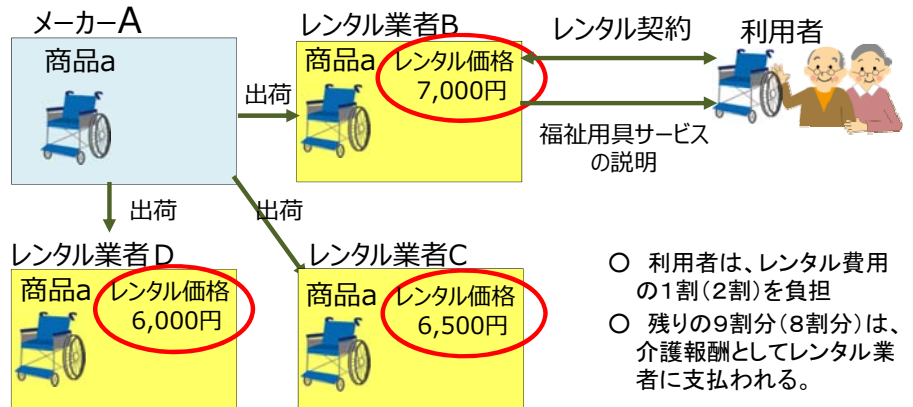 メーカーA
商品a
出荷
レンタル業者B
商品a
レンタル価格
7,000円
レンタル契約
利用者
福祉用具サービス
の説明
出荷
出荷
レンタル業者D
商品a
レンタル価格
6,000円
レンタル業者C
商品a
レンタル価格
6,500円
○ 利用者は、レンタル費用
の1割(2割)を負担
○ 残りの9割分(8割分)は、
介護報酬としてレンタル業
者に支払われる。